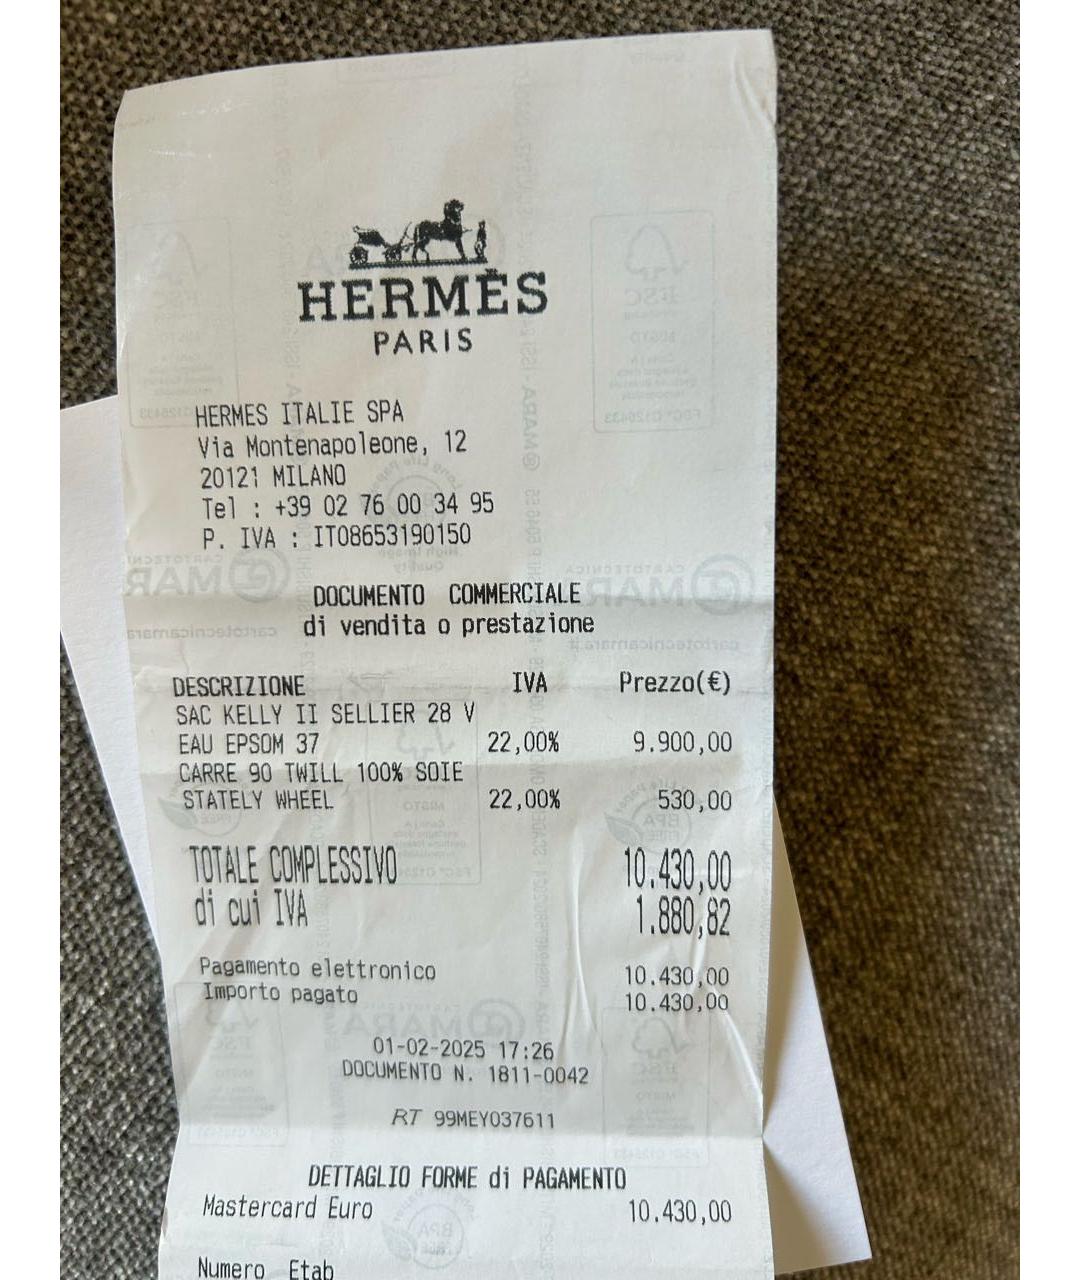 HERMÈS
PARIS
HERMES ITALIE SPA
Via Montenapoleone, 12
20121 MILANO
Tel : +39 02 76 00 34 95
P. IVA : IT08653190150
DOCUMENTO COMMERCIALE
di vendita o prestazione
DESCRIZIONE IVA Prezzo(€)
SAC KELLY II SELLIER 28 V
EAU EPSOM 37 22,00% 9.900,00
CARRE 90 TWILL 100% SOIE
STATELY WHEEL 22,00% 530,00
TOTALE COMPLESSIVO 10.430,00
di cui IVA 1.880,82
Pagamento elettronico 10.430,00
Importo pagato 10.430,00
01-02-2025 17:26
DOCUMENTO N. 1811-0042
RT 99MEY037611
DETTAGLIO FORME di PAGAMENTO
Mastercard Euro 10.430,00
Numero Etab